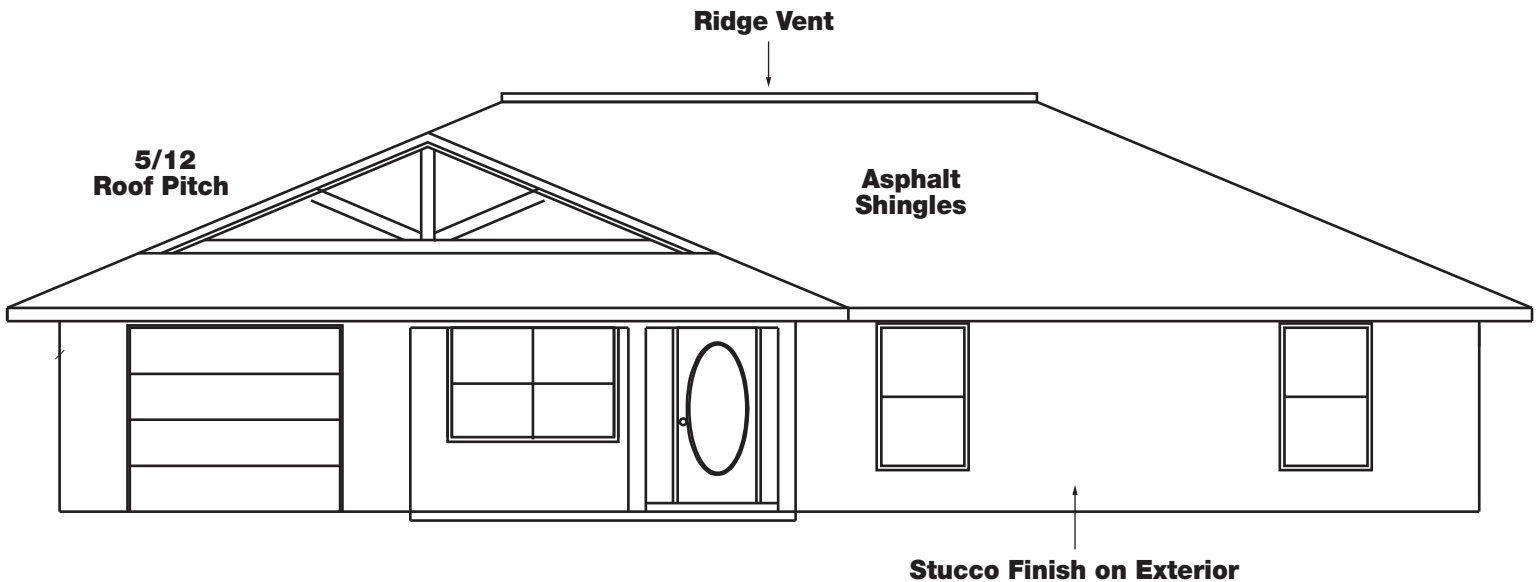 Ridge Vent
5/12
Roof Pitch
Asphalt
Shingles
Stucco Finish on Exterior